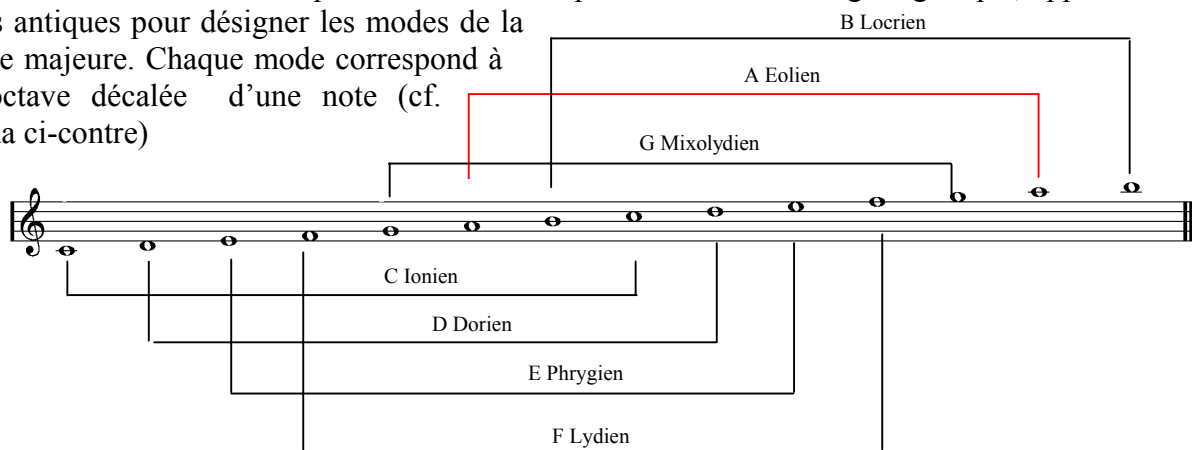 s antiques pour désigner les modes de la
e majeure. Chaque mode correspond à
octave décalée d’une note (cf.
a ci-contre)
B Locrien
A Eolien
G Mixolydien
C Ionien
D Dorien
E Phrygien
F Lydien